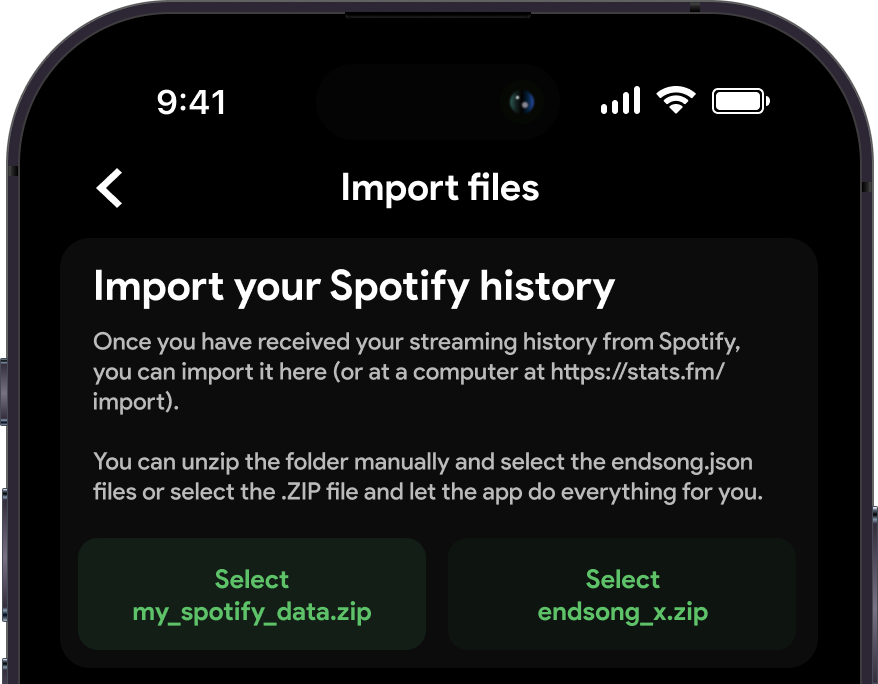 9:41
Import files
Import your Spotify history
Once you have received your streaming history from Spotify,
you can import it here (or at a computer at https://stats.fm/
import).
You can unzip the folder manually and select the endsong.json
files or select the .ZIP file and let the app do everything for you.
Select
my_spotify_data.zip
Select
endsong_x.zip